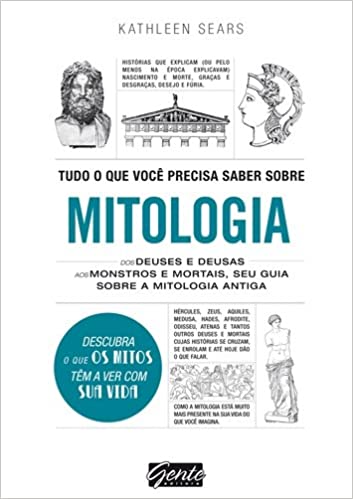 KATHLEEN SEARS
HISTÓRIAS QUE EXPLICAM (OU PELO
MENOS NA ÉPOCA EXPLICAVAM)
NASCIMENTO E MORTE, GRAÇAS E
DESGRAÇAS, DESEJO E FÚRIA.
TUDO O QUE VOCÊ PRECISA SABER SOBRE
MITOLOGIA
DOS DEUSES E DEUSAS
AOS MONSTROS E MORTAIS, SEU GUIA
SOBRE A MITOLOGIA ANTIGA
DESCUBRA
O QUE OS MITOS
TÊM A VER COM
SUA VIDA
HÉRCULES, ZEUS, AQUILES,
MEDUSA, HADES, AFRODITE,
ODISSEU, ATENAS E TANTOS
OUTROS DEUSES E MORTAIS
CUJAS HISTÓRIAS SE CRUZAM,
SE ENROLAM E ATÉ HOJE DÃO
O QUE FALAR.
COMO A MITOLOGIA ESTÁ MUITO
MAIS PRESENTE NA SUA VIDA DO
QUE VOCÊ IMAGINA.
Gente
editora